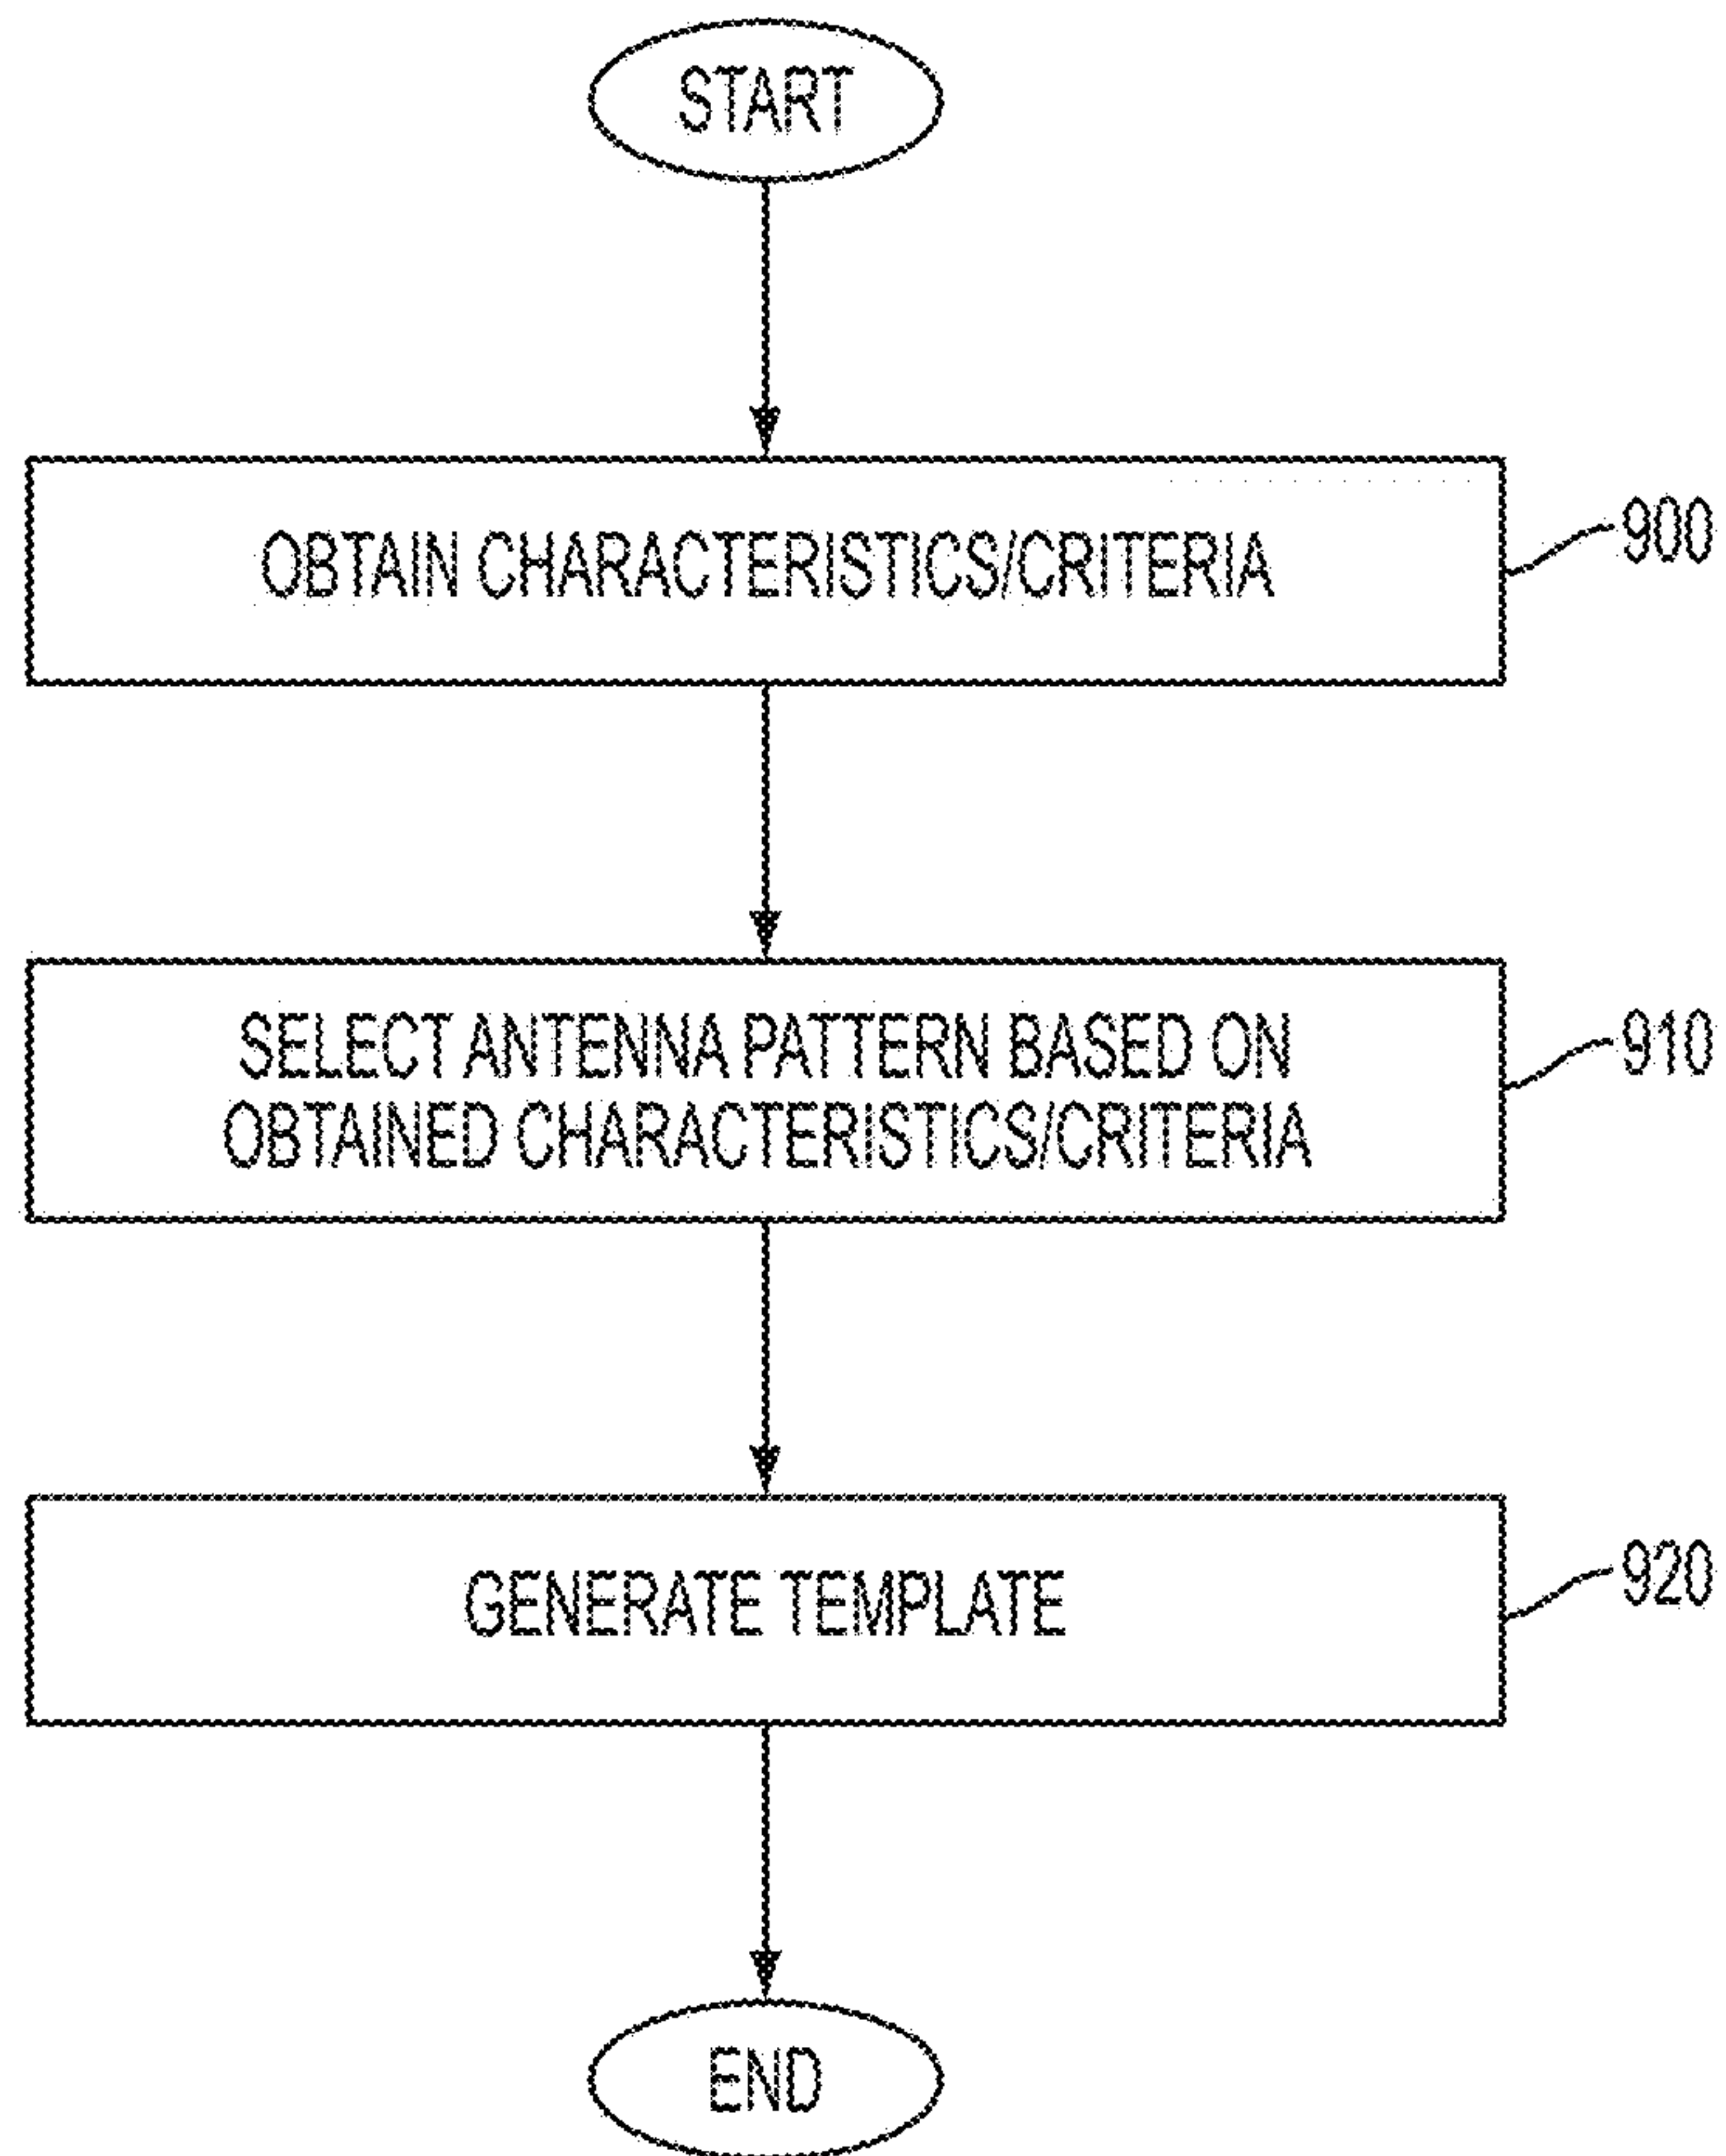 START
OBTAIN CHARACTERISTICS/CRITERIA
900
SELECT ANTENNA PATTERN BASED ON
OBTAINED CHARACTERISTICS/CRITERIA
910
GENERATE TEMPLATE
920
END